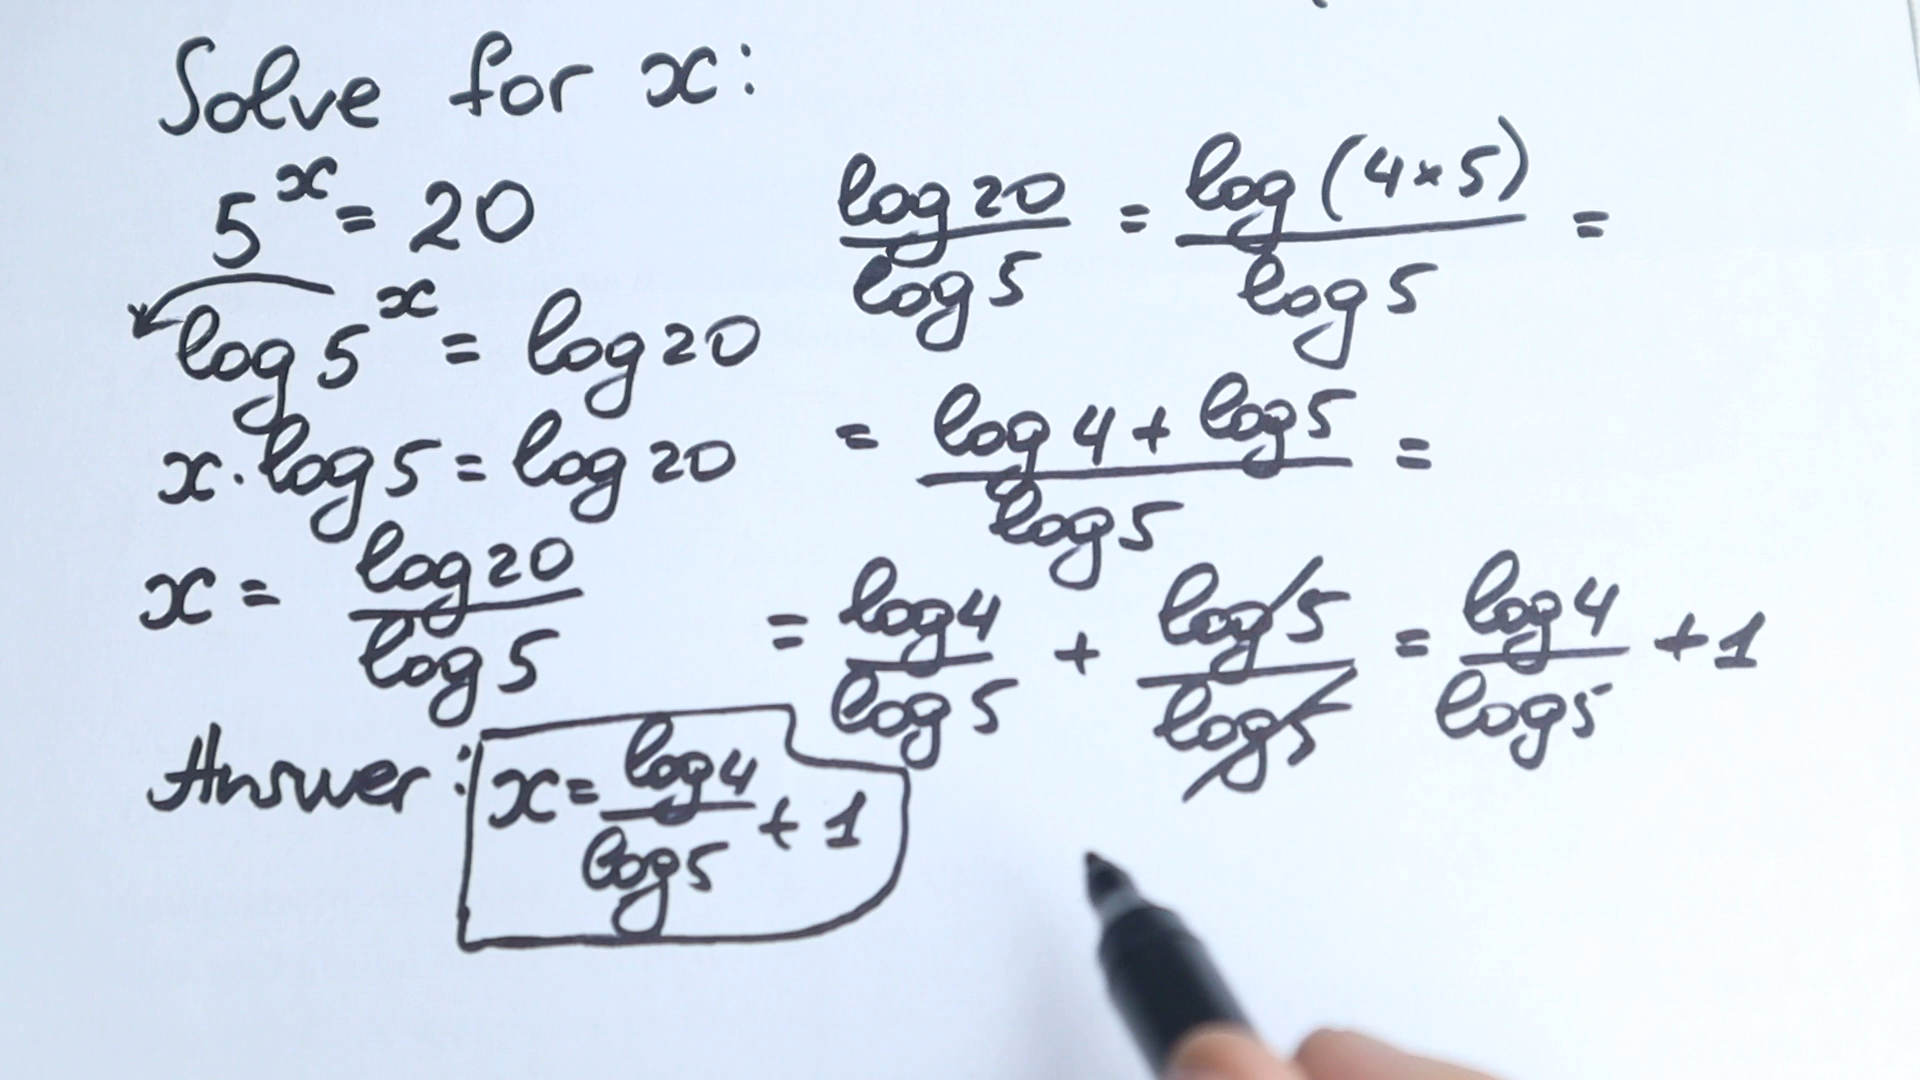 Solve for x:
5^x = 20
log 5^x = log 20
x · log 5 = log 20
x = log 20 / log 5
log 20 / log 5 = log (4 × 5) / log 5 =
= (log 4 + log 5) / log 5 =
= log 4 / log 5 + log 5 / log 5 = log 4 / log 5 + 1
Answer: x = log 4 / log 5 + 1